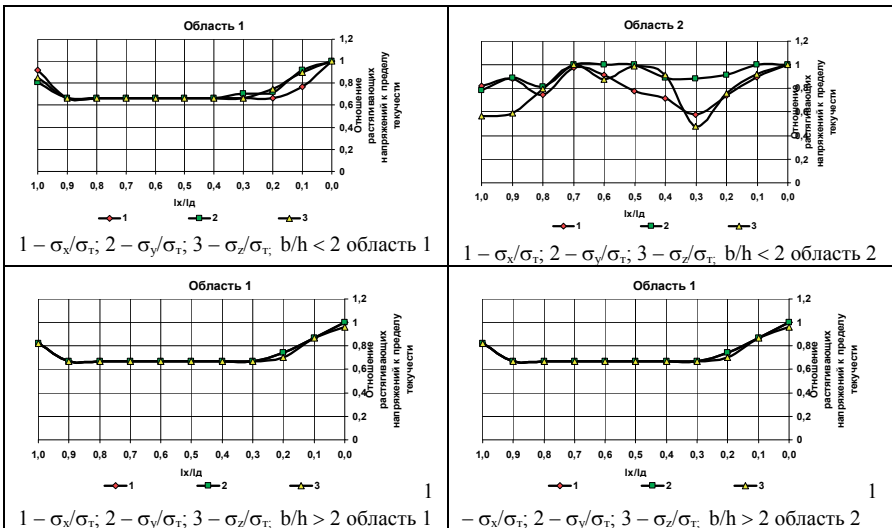 Область 1
1,2
1
0,8
0,6
0,4
0,2
0
Отношение
растягивающих
напряжений к пределу
текучести
1,0 0,9 0,8 0,7 0,6 0,5 0,4 0,3 0,2 0,1 0,0
lx/lд
1 2 3
1 – σx/σт; 2 – σy/σт; 3 – σz/σт; b/h < 2 область 1
Область 2
1,2
1
0,8
0,6
0,4
0,2
0
Отношение
растягивающих
напряжений к пределу
текучести
1,0 0,9 0,8 0,7 0,6 0,5 0,4 0,3 0,2 0,1 0,0
lx/lд
1 2 3
1 – σx/σт; 2 – σy/σт; 3 – σz/σт; b/h < 2 область 2
Область 1
1,2
1
0,8
0,6
0,4
0,2
0
Отношение
растягивающих
напряжений к пределу
текучести
1,0 0,9 0,8 0,7 0,6 0,5 0,4 0,3 0,2 0,1 0,0
lx/lд
1 2 3
1 – σx/σт; 2 – σy/σт; 3 – σz/σт; b/h > 2 область 1
Область 1
1,2
1
0,8
0,6
0,4
0,2
0
Отношение
растягивающих
напряжений к пределу
текучести
1,0 0,9 0,8 0,7 0,6 0,5 0,4 0,3 0,2 0,1 0,0
lx/lд
1 2 3
1
– σx/σт; 2 – σy/σт; 3 – σz/σт; b/h > 2 область 2